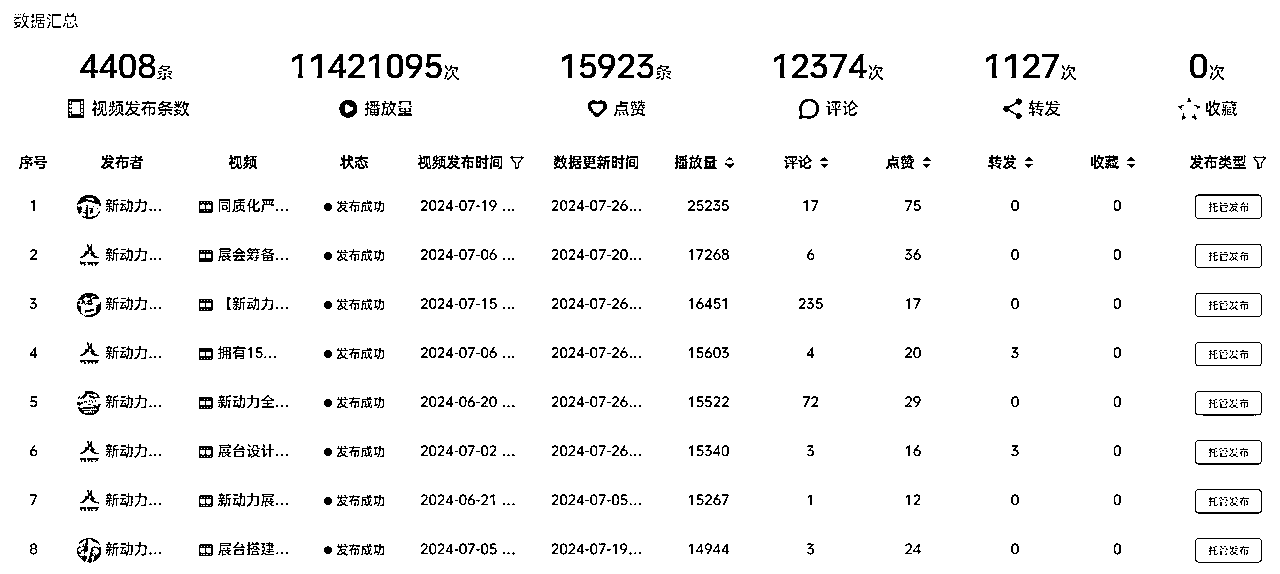 数据汇总
4408条 11421095次 15923条 12374次 1127次 0次
视频发布条数 播放量 点赞 评论 转发 收藏
序号 发布者 视频 状态 视频发布时间 数据更新时间 播放量 评论 点赞 转发 收藏 发布类型
1 新动力... 同质化严... 发布成功 2024-07-19 ... 2024-07-26... 25235 17 75 0 0 托管发布
2 新动力... 展会筹备... 发布成功 2024-07-06 ... 2024-07-20... 17268 6 36 0 0 托管发布
3 新动力... 【新动力... 发布成功 2024-07-15 ... 2024-07-26... 16451 235 17 0 0 托管发布
4 新动力... 拥有15... 发布成功 2024-07-06 ... 2024-07-26... 15603 4 20 3 0 托管发布
5 新动力... 新动力全... 发布成功 2024-06-20 ... 2024-07-26... 15522 72 29 0 0 托管发布
6 新动力... 展台设计... 发布成功 2024-07-02 ... 2024-07-26... 15340 3 16 3 0 托管发布
7 新动力... 新动力展... 发布成功 2024-06-21 ... 2024-07-05... 15267 1 12 0 0 托管发布
8 新动力... 展台搭建... 发布成功 2024-07-05 ... 2024-07-19... 14944 3 24 0 0 托管发布